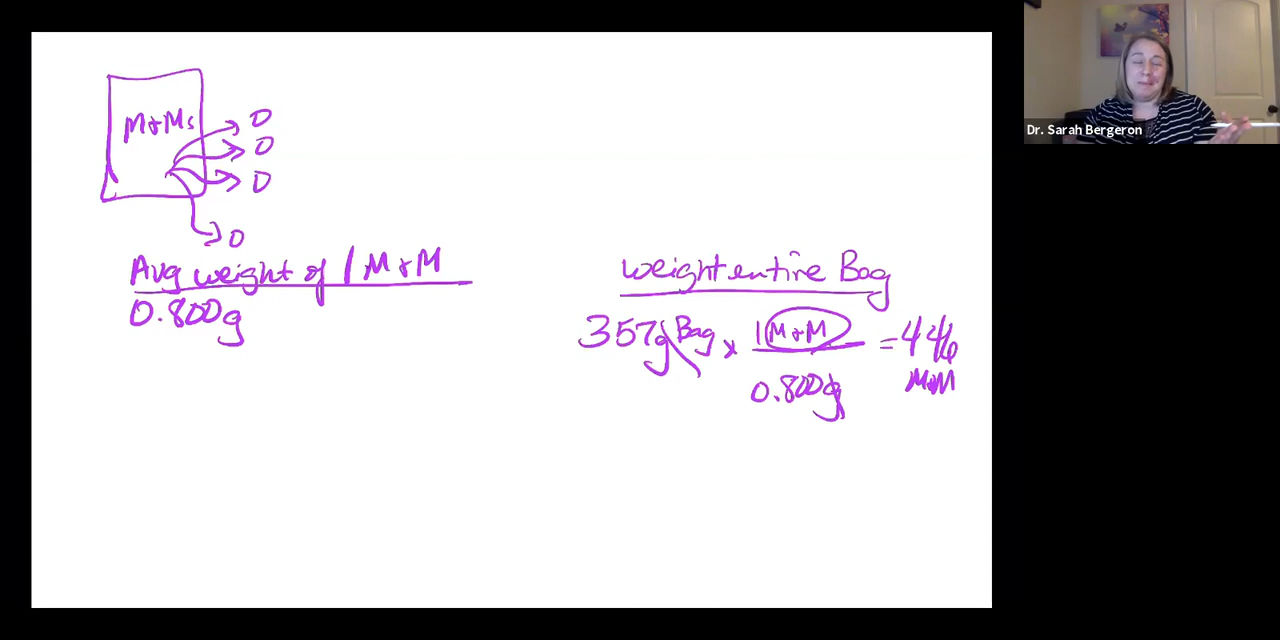 M+Ms
Avg weight of 1 M+M
0.800g
weight entire Bag
357g Bag x 1 M+M = 446
0.800g M+M
Dr. Sarah Bergeron